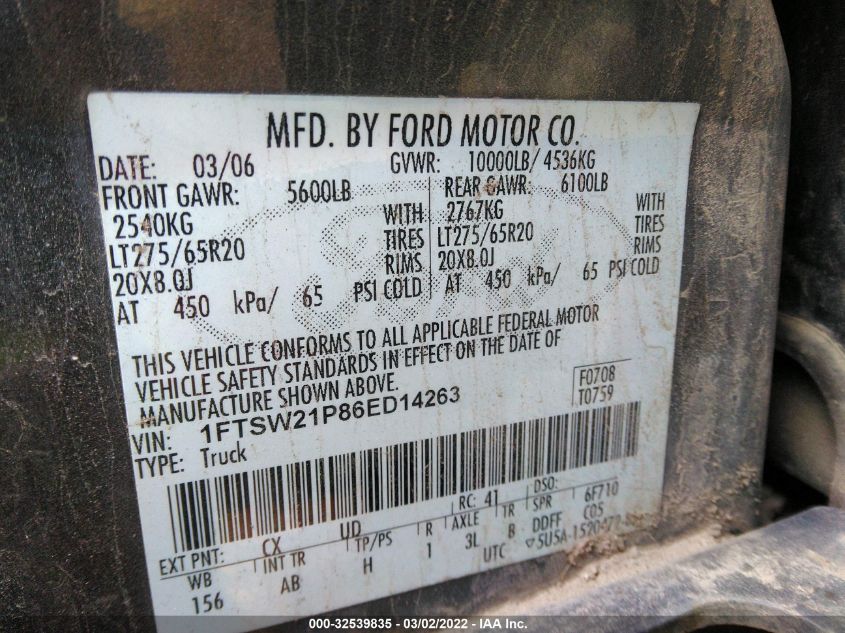 MFD. BY FORD MOTOR CO.
DATE: 03/06 GVWR: 10000LB/ 4536KG
FRONT GAWR: 5600LB REAR GAWR: 6100LB
2540KG WITH 2767KG WITH
LT275/65R20 TIRES LT275/65R20 TIRES
20X8.0J RIMS 20X8.0J RIMS
AT 450 kPa/ 65 PSI COLD AT 450 kPa/ 65 PSI COLD
THIS VEHICLE CONFORMS TO ALL APPLICABLE FEDERAL MOTOR
VEHICLE SAFETY STANDARDS IN EFFECT ON THE DATE OF
MANUFACTURE SHOWN ABOVE.
F0708
T0759
VIN: 1FTSW21P86ED14263
TYPE: Truck
EXT PNT: CX UD RC: 41 DSO: 6F710
WB INT TR TP/PS R AXLE TR SPR C05
156 AB H 1 3L B DDFF
UTC
000-32539835 - 03/02/2022 - IAA Inc.